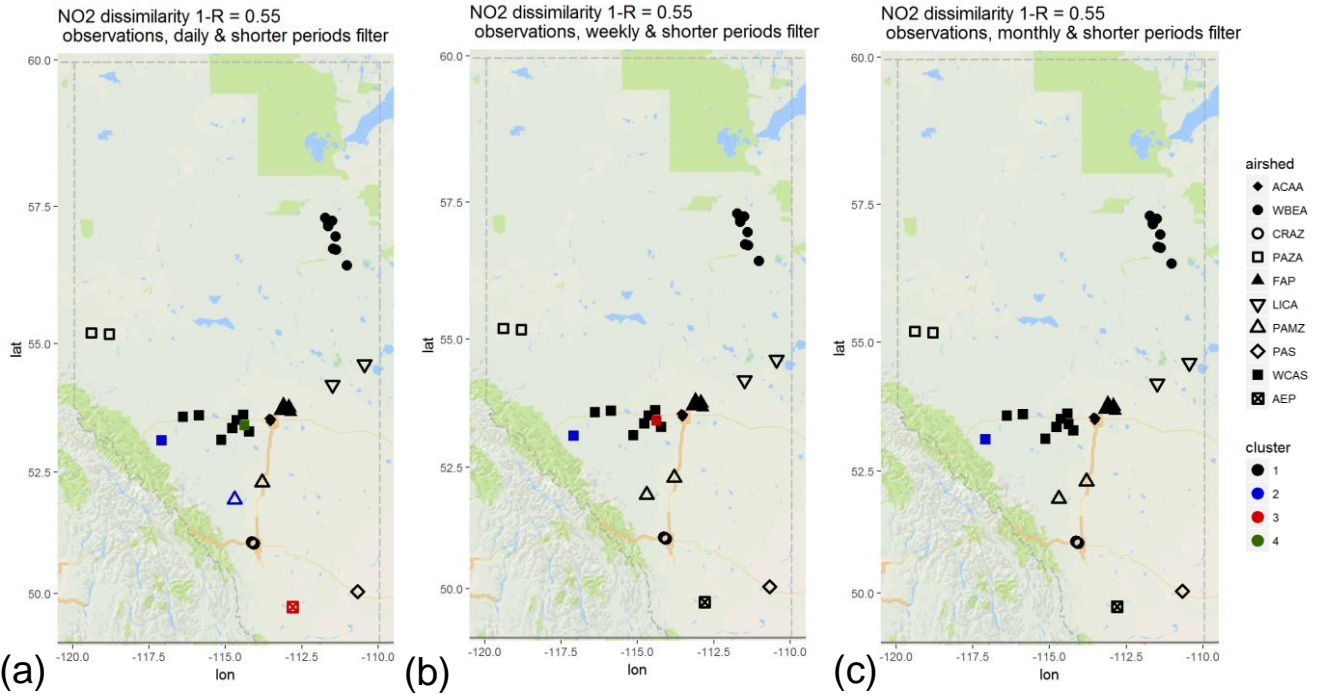 NO2 dissimilarity 1-R = 0.55
observations, daily & shorter periods filter
60.0
57.5
55.0
52.5
50.0
lat
-120.0 -117.5 -115.0 -112.5 -110.0
lon
(a)
NO2 dissimilarity 1-R = 0.55
observations, weekly & shorter periods filter
60.0
57.5
55.0
52.5
50.0
lat
-120.0 -117.5 -115.0 -112.5 -110.0
lon
(b)
NO2 dissimilarity 1-R = 0.55
observations, monthly & shorter periods filter
60.0
57.5
55.0
52.5
50.0
lat
-120.0 -117.5 -115.0 -112.5 -110.0
lon
(c)
airshed
ACAA
WBEA
CRAZ
PAZA
FAP
LICA
PAMZ
PAS
WCAS
AEP
cluster
1
2
3
4